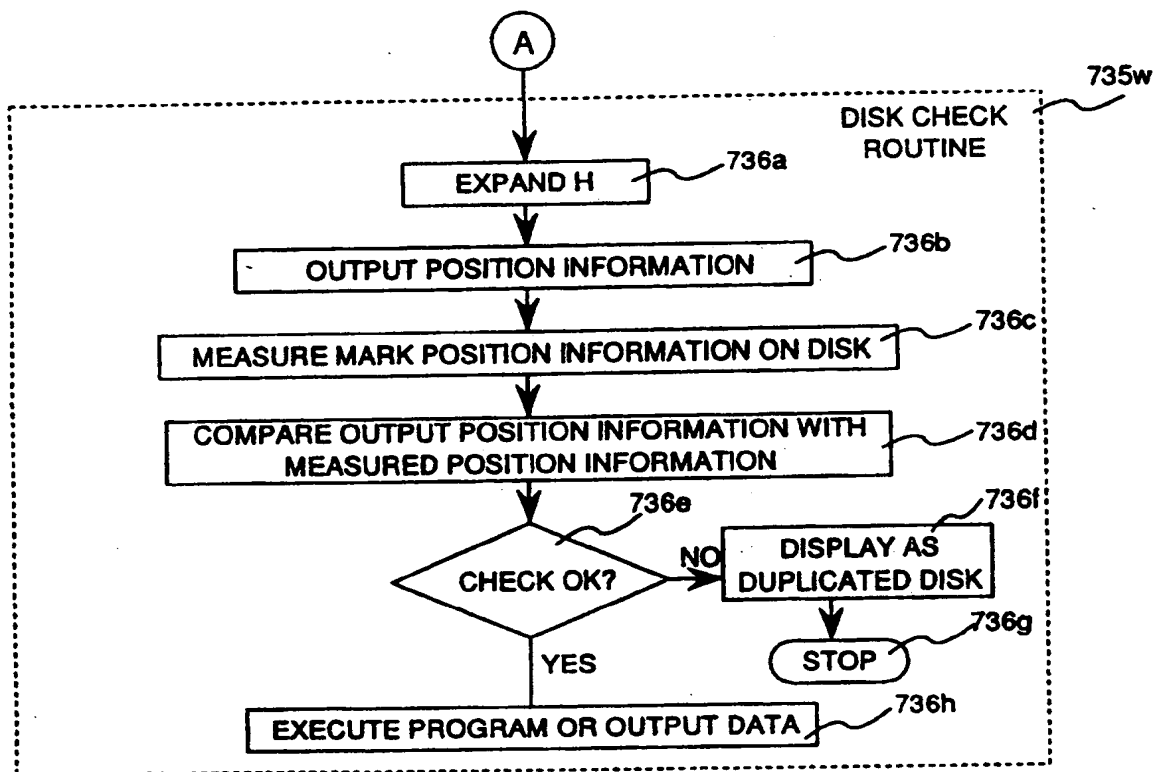 A
735w
DISK CHECK
ROUTINE
736a
EXPAND H
736b
OUTPUT POSITION INFORMATION
736c
MEASURE MARK POSITION INFORMATION ON DISK
COMPARE OUTPUT POSITION INFORMATION WITH
MEASURED POSITION INFORMATION
736d
736e
736f
CHECK OK?
NO
DISPLAY AS
DUPLICATED DISK
736g
STOP
YES
736h
EXECUTE PROGRAM OR OUTPUT DATA